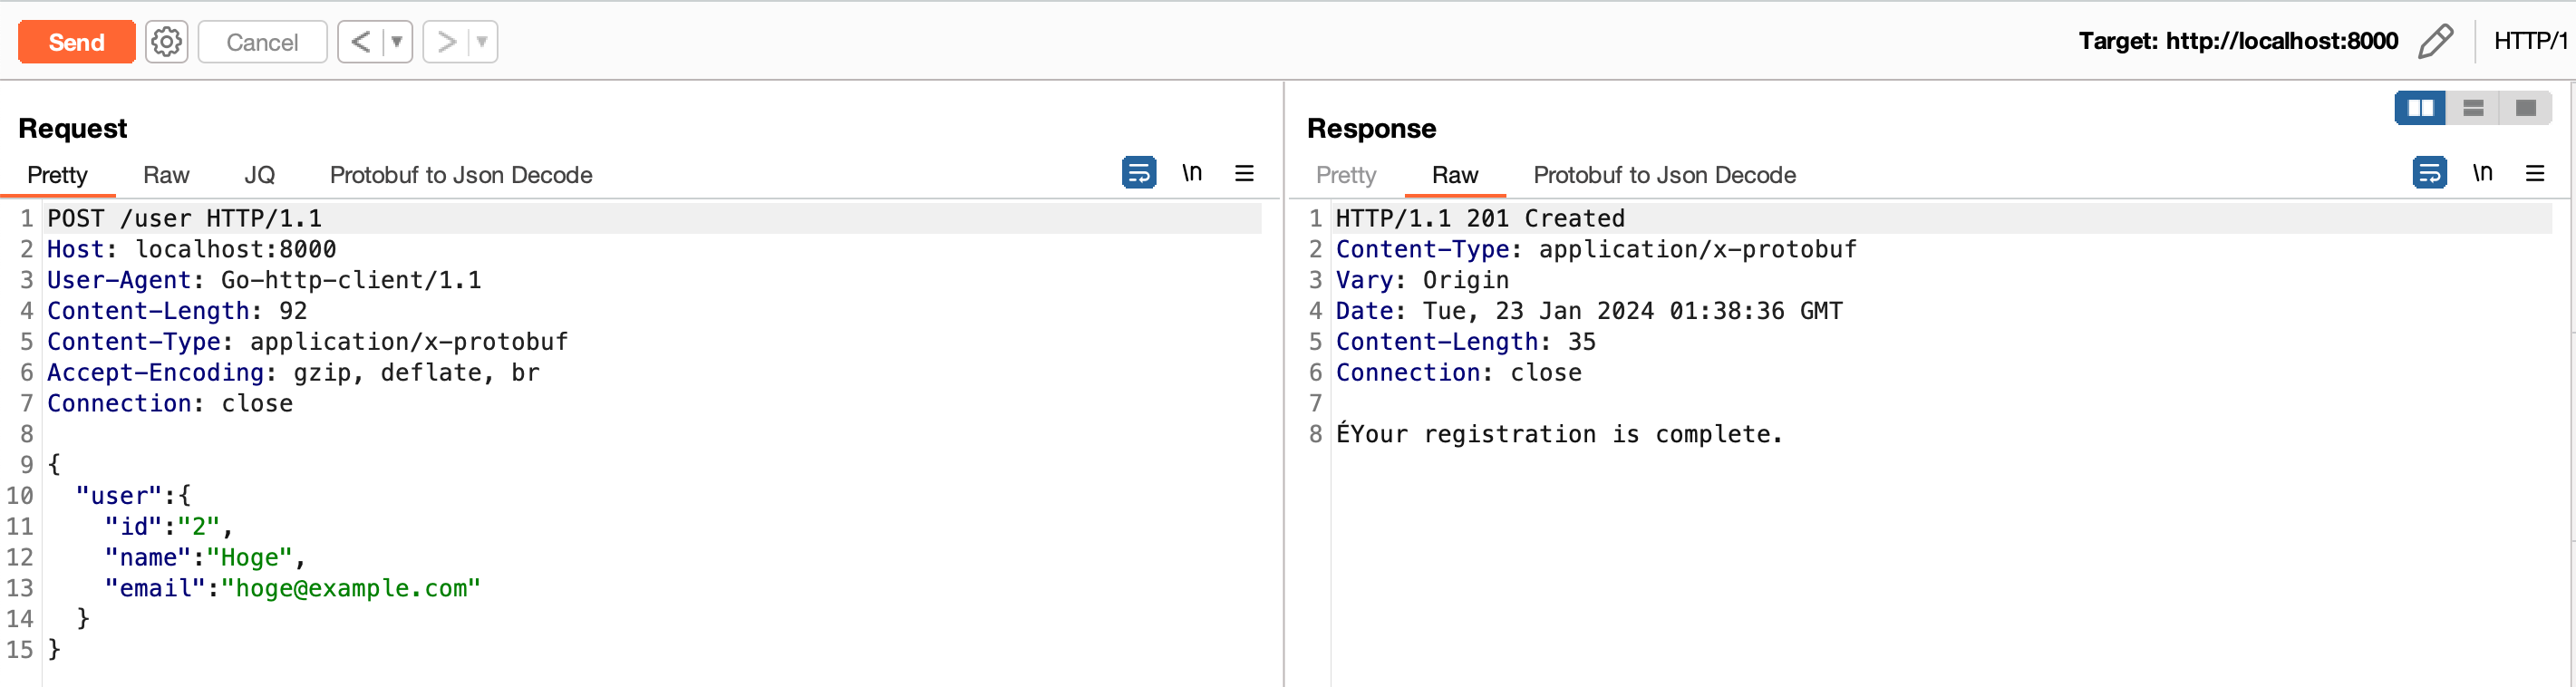 Send
Cancel
Target: http://localhost:8000
HTTP/1
Request
Pretty Raw JQ Protobuf to Json Decode
\n
1 POST /user HTTP/1.1
2 Host: localhost:8000
3 User-Agent: Go-http-client/1.1
4 Content-Length: 92
5 Content-Type: application/x-protobuf
6 Accept-Encoding: gzip, deflate, br
7 Connection: close
8
9 {
10   "user":{
11     "id":"2",
12     "name":"Hoge",
13     "email":"hoge@example.com"
14   }
15 }
Response
Pretty Raw Protobuf to Json Decode
\n
1 HTTP/1.1 201 Created
2 Content-Type: application/x-protobuf
3 Vary: Origin
4 Date: Tue, 23 Jan 2024 01:38:36 GMT
5 Content-Length: 35
6 Connection: close
7
8 ÉYour registration is complete.